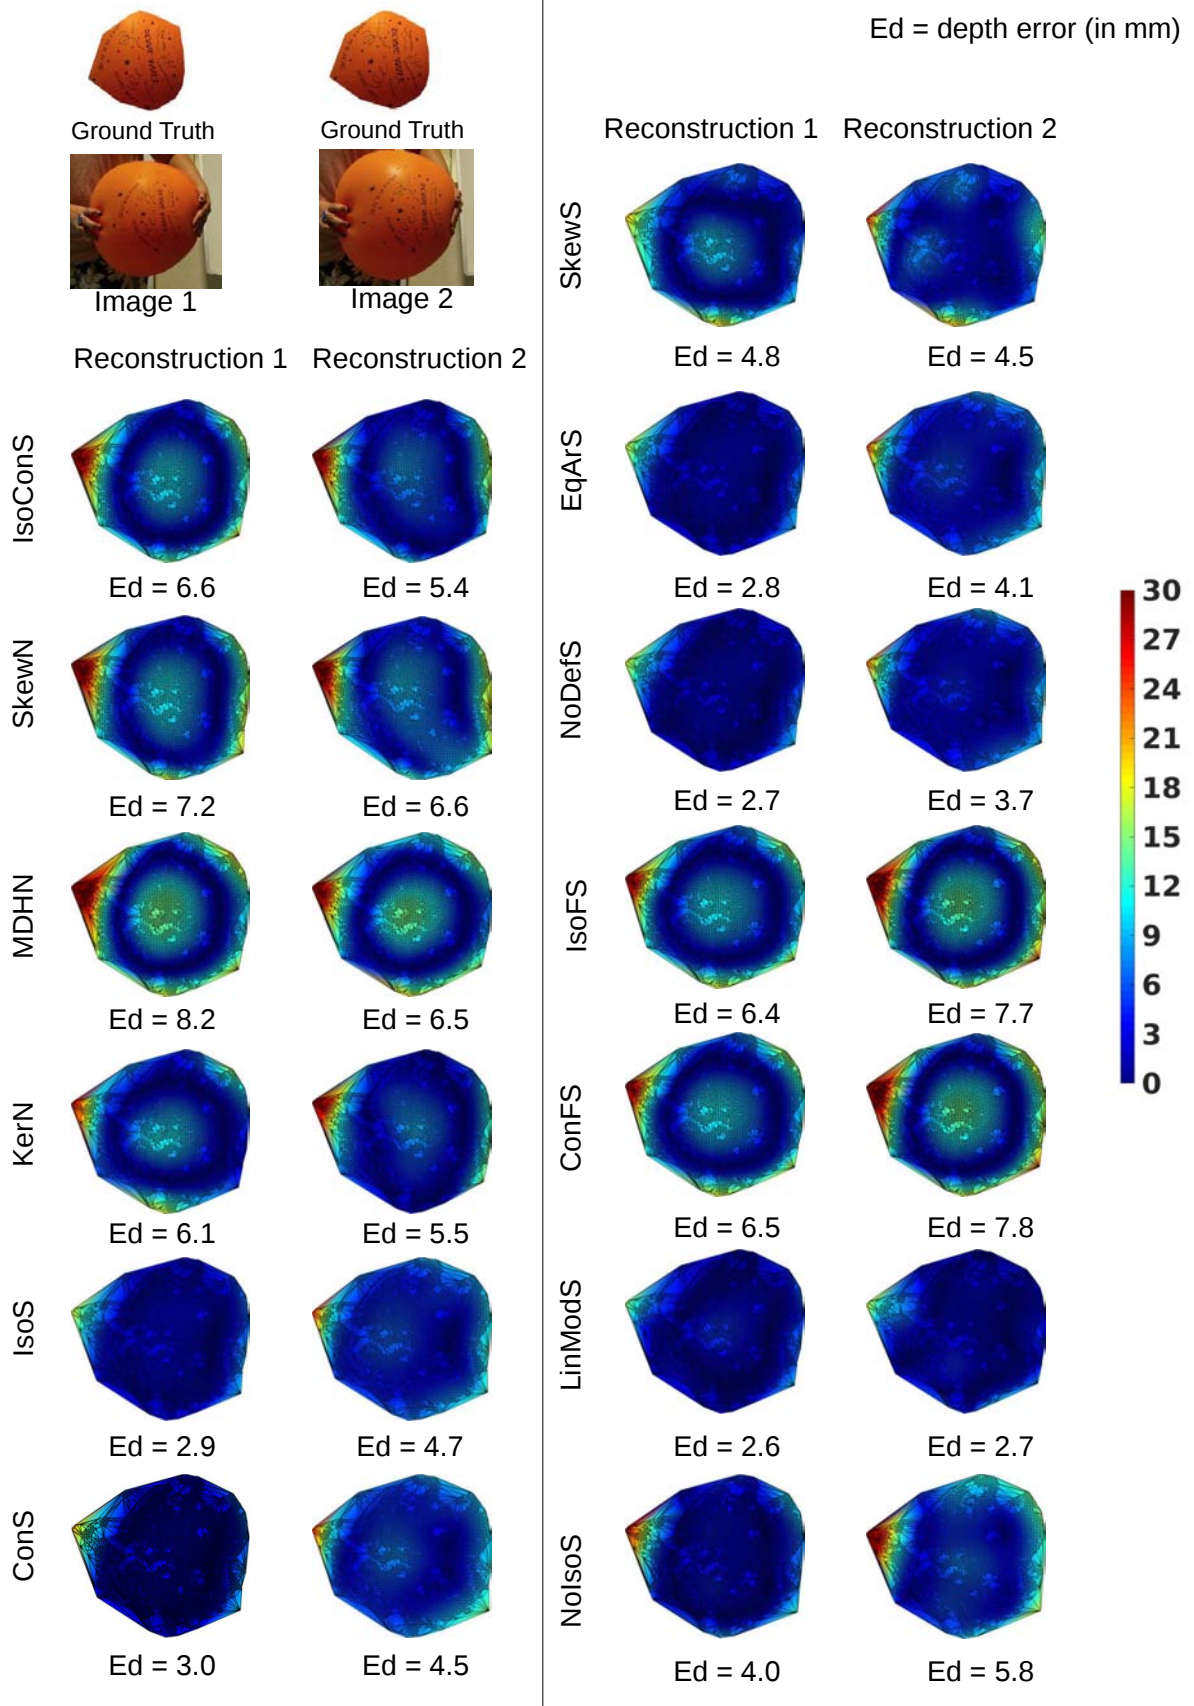 Ed = depth error (in mm)
Ground Truth Ground Truth
Image 1 Image 2
Reconstruction 1 Reconstruction 2
IsoConS
Ed = 6.6 Ed = 5.4
SkewN
Ed = 7.2 Ed = 6.6
MDHN
Ed = 8.2 Ed = 6.5
KerN
Ed = 6.1 Ed = 5.5
IsoS
Ed = 2.9 Ed = 4.7
ConS
Ed = 3.0 Ed = 4.5
Reconstruction 1 Reconstruction 2
SkewS
Ed = 4.8 Ed = 4.5
EqArS
Ed = 2.8 Ed = 4.1
NoDefS
Ed = 2.7 Ed = 3.7
IsoFS
Ed = 6.4 Ed = 7.7
ConFS
Ed = 6.5 Ed = 7.8
LinModS
Ed = 2.6 Ed = 2.7
NoIsoS
Ed = 4.0 Ed = 5.8
30
27
24
21
18
15
12
9
6
3
0